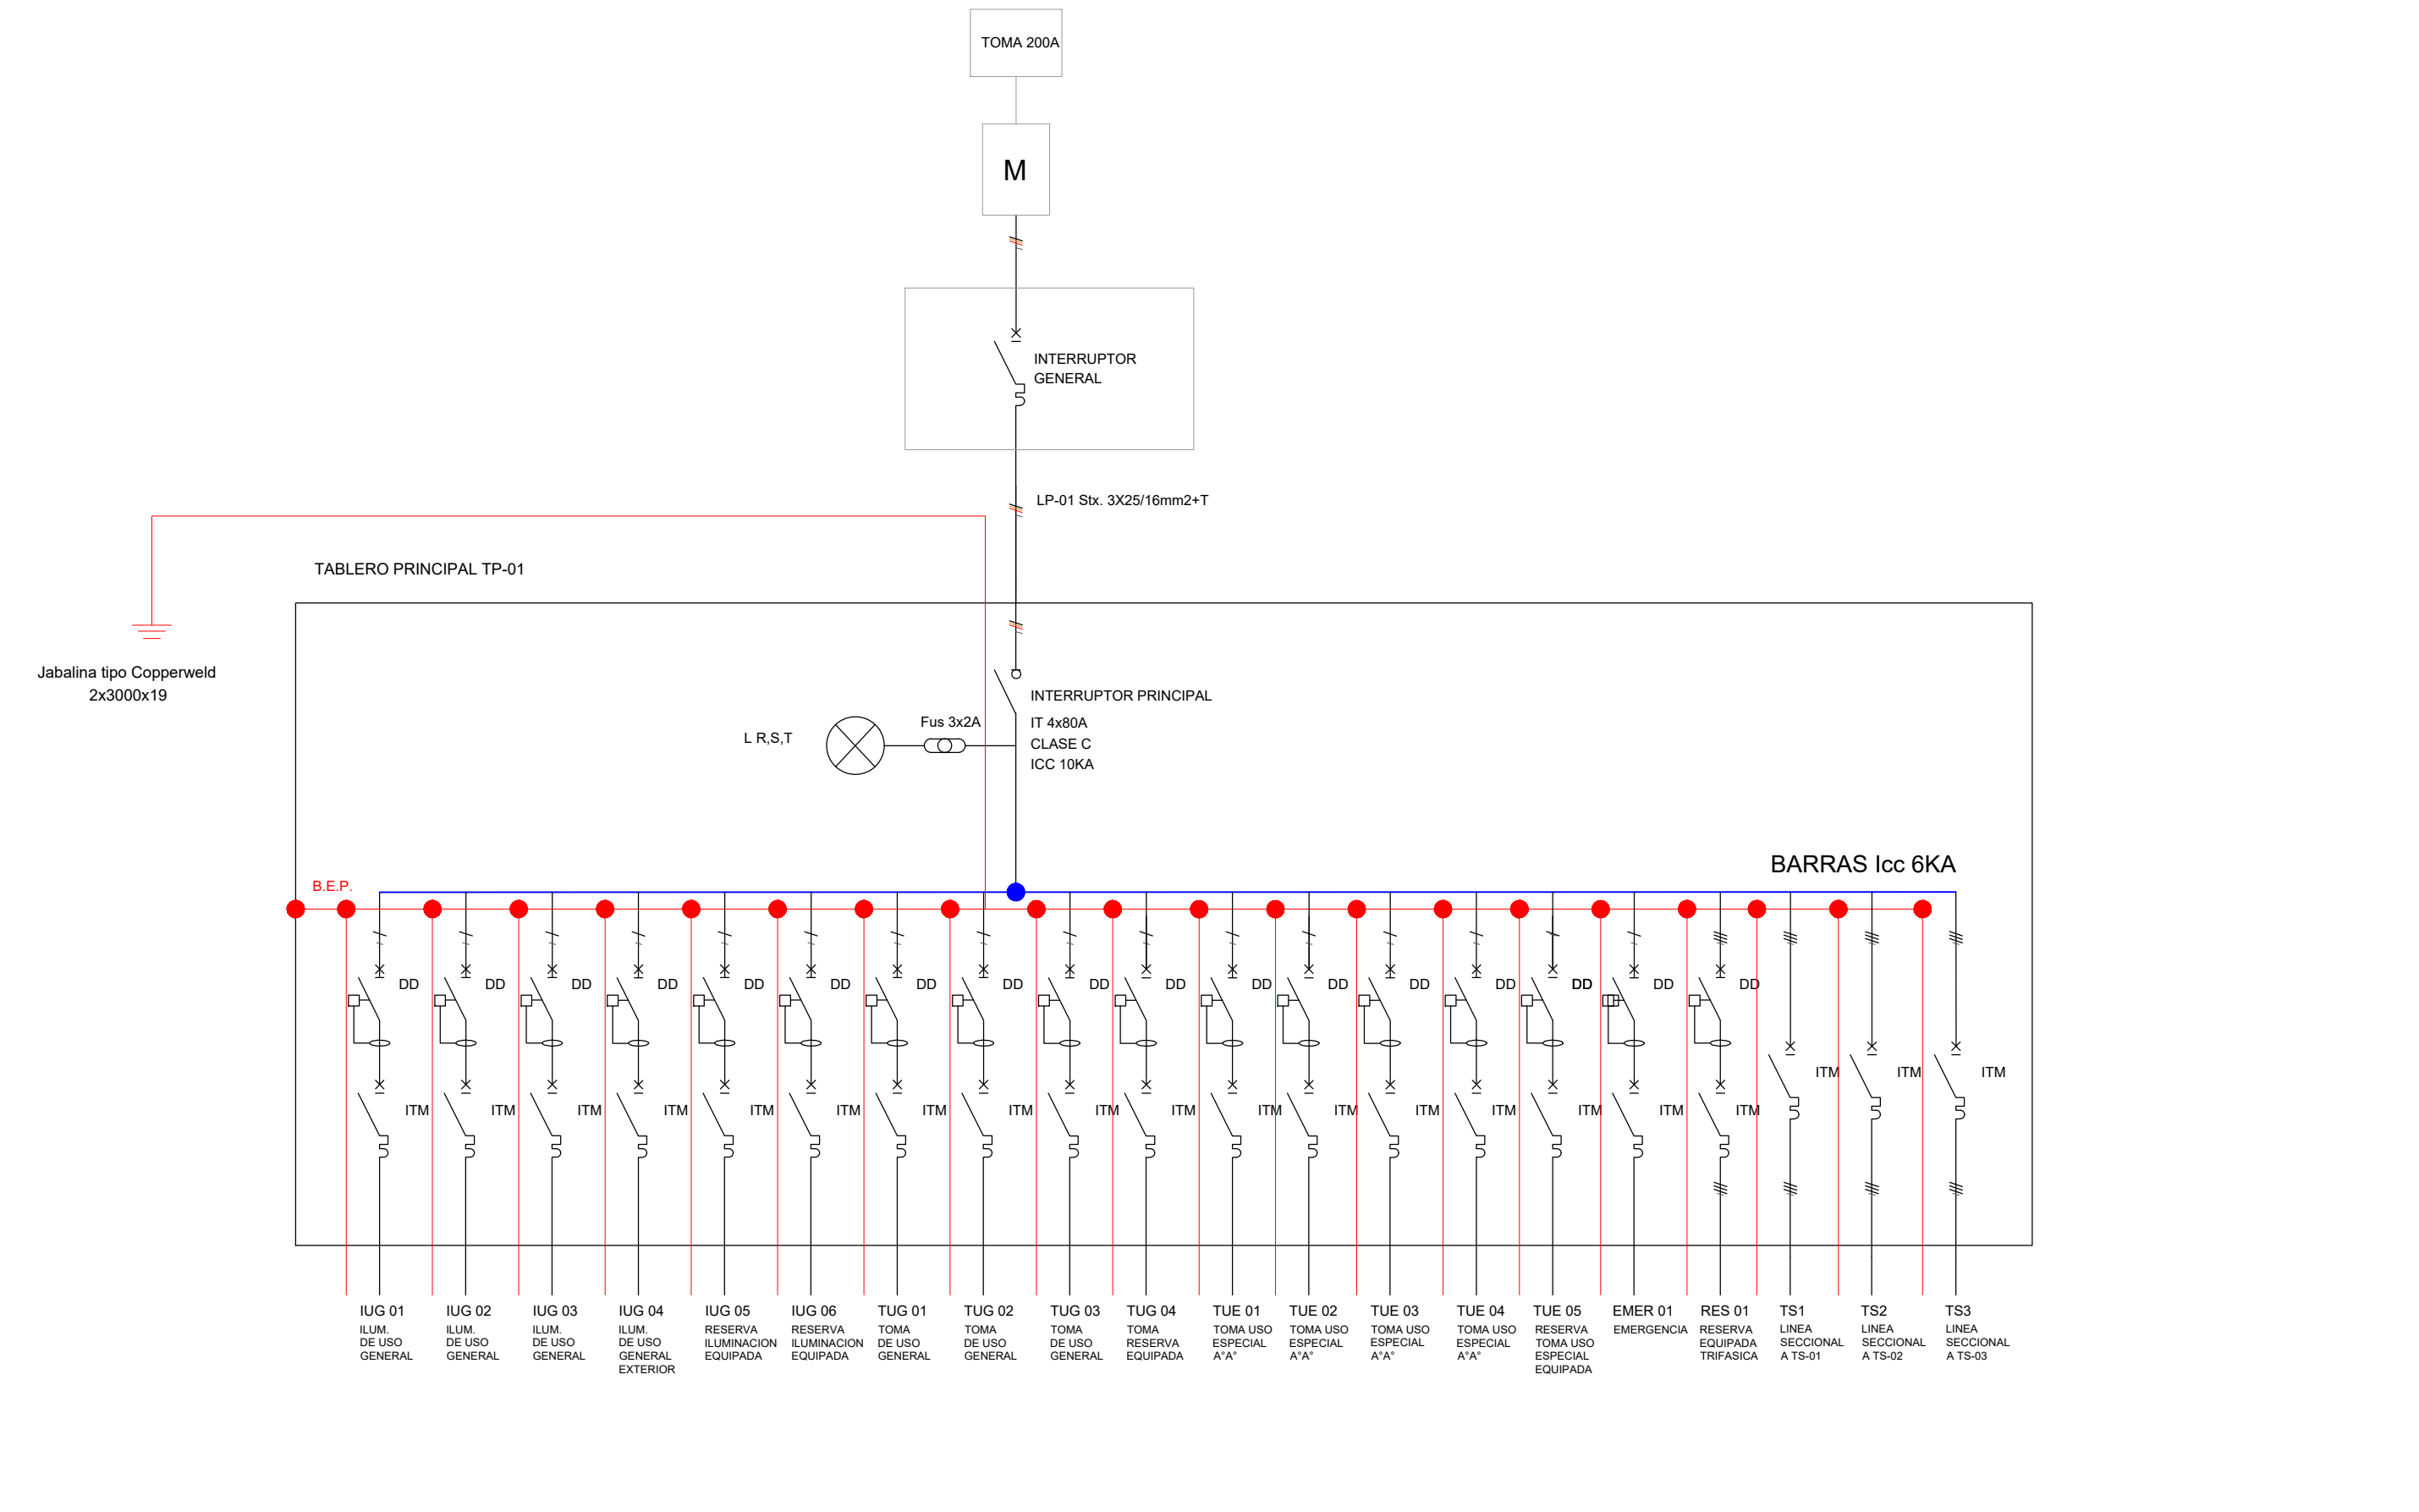 TOMA 200A
M
INTERRUPTOR
GENERAL
LP-01 Stx. 3X25/16mm2+T
TABLERO PRINCIPAL TP-01
Jabalina tipo Copperweld
2x3000x19
INTERRUPTOR PRINCIPAL
IT 4x80A
CLASE C
ICC 10KA
Fus 3x2A
L R,S,T
BARRAS Icc 6KA
B.E.P.
DD DD DD DD DD DD DD DD DD DD DD DD DD DD DD DD DD
ITM ITM ITM
ITM ITM ITM ITM ITM ITM ITM ITM ITM ITM ITM ITM ITM ITM ITM ITM ITM
IUG 01
ILUM.
DE USO
GENERAL
IUG 02
ILUM.
DE USO
GENERAL
IUG 03
ILUM.
DE USO
GENERAL
IUG 04
ILUM.
DE USO
GENERAL
EXTERIOR
IUG 05
RESERVA
ILUMINACION
EQUIPADA
IUG 06
RESERVA
ILUMINACION
EQUIPADA
TUG 01
TOMA
DE USO
GENERAL
TUG 02
TOMA
DE USO
GENERAL
TUG 03
TOMA
DE USO
GENERAL
TUG 04
TOMA
RESERVA
EQUIPADA
TUE 01
TOMA USO
ESPECIAL
A°A°
TUE 02
TOMA USO
ESPECIAL
A°A°
TUE 03
TOMA USO
ESPECIAL
A°A°
TUE 04
TOMA USO
ESPECIAL
A°A°
TUE 05
RESERVA
TOMA USO
ESPECIAL
EQUIPADA
EMER 01
EMERGENCIA
RES 01
RESERVA
EQUIPADA
TRIFASICA
TS1
LINEA
SECCIONAL
A TS-01
TS2
LINEA
SECCIONAL
A TS-02
TS3
LINEA
SECCIONAL
A TS-03